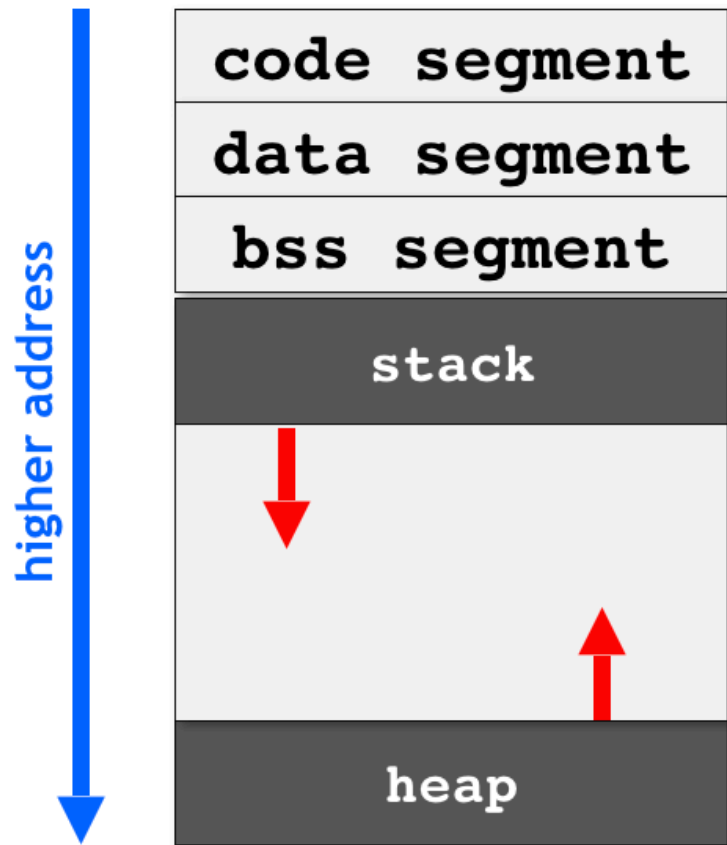 code segment
data segment
bss segment
stack
heap
higher address